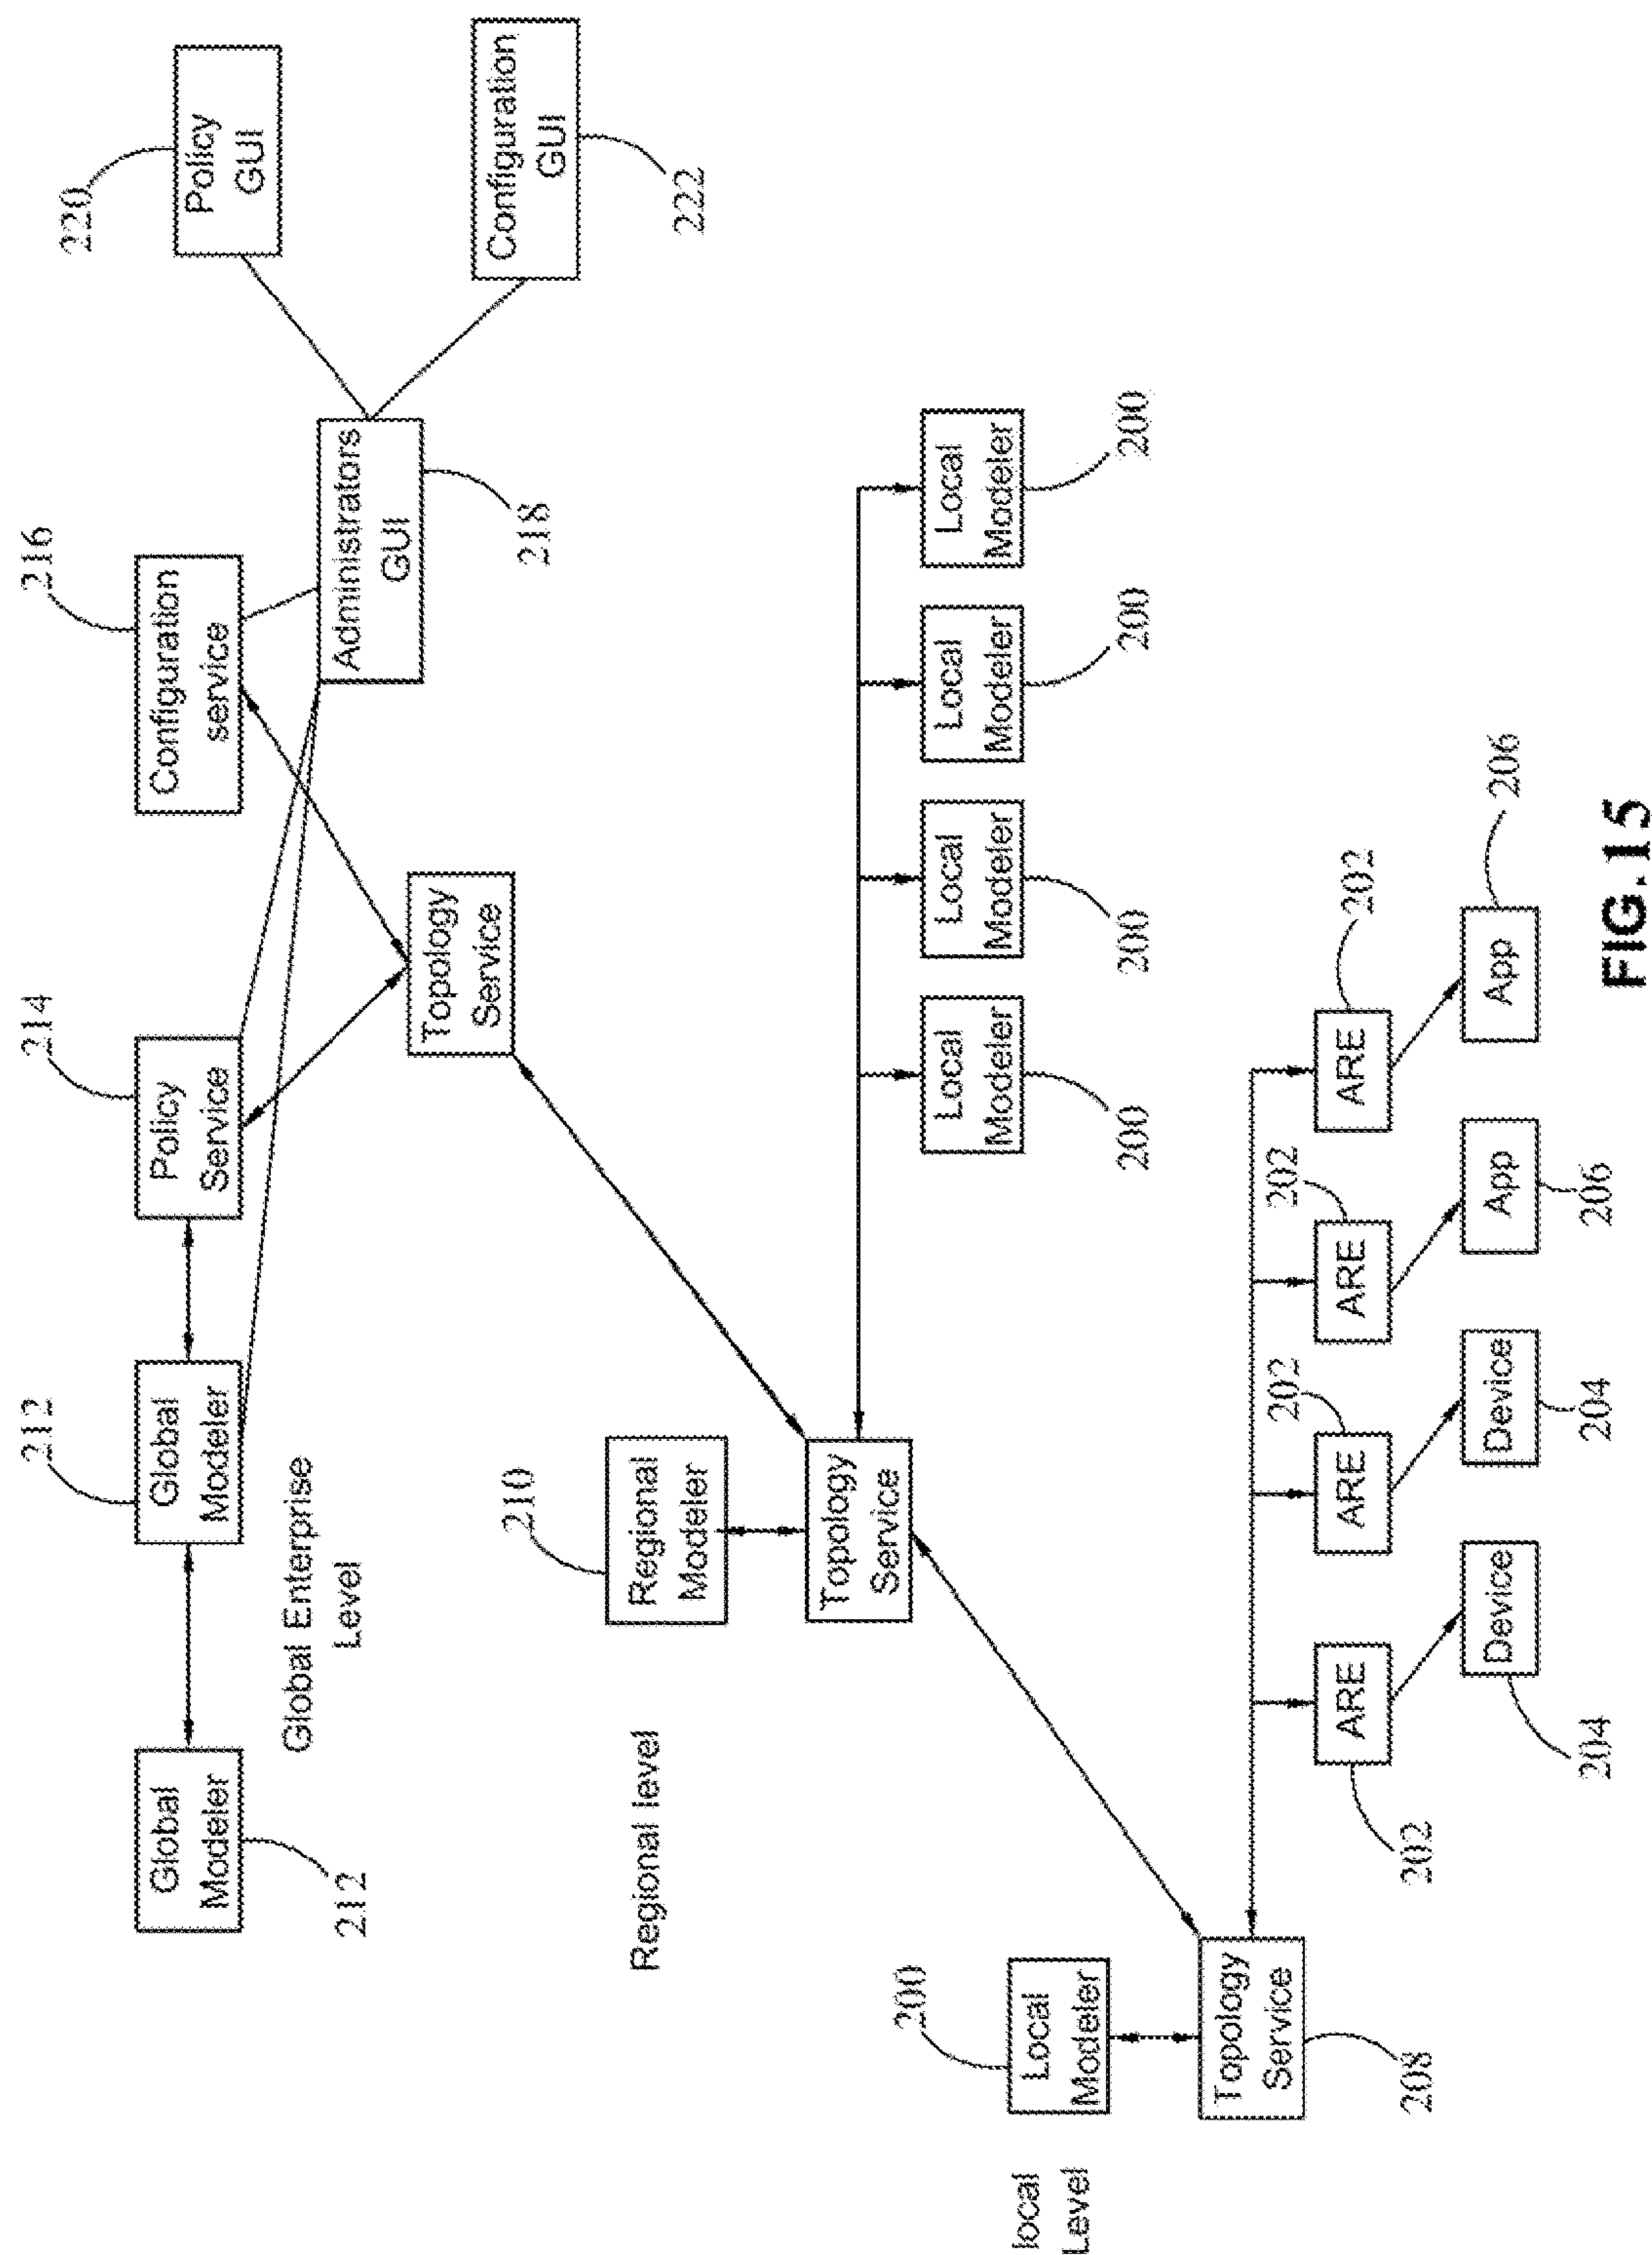 212
214
216
220
Global
Modeler
Global
Modeler
Policy
Service
Configuration
service
Policy
GUI
212
Global Enterprise
Level
Administrators
GUI
218
Topology
Service
Configuration
GUI
222
210
Regional level
Regional
Modeler
Topology
Service
Local
Modeler
Local
Modeler
Local
Modeler
Local
Modeler
200
200
200
200
200
local
Level
Local
Modeler
Topology
Service
208
202
202
202
ARE
ARE
ARE
ARE
202
206
Device
Device
App
App
204
204
206
FIG.15